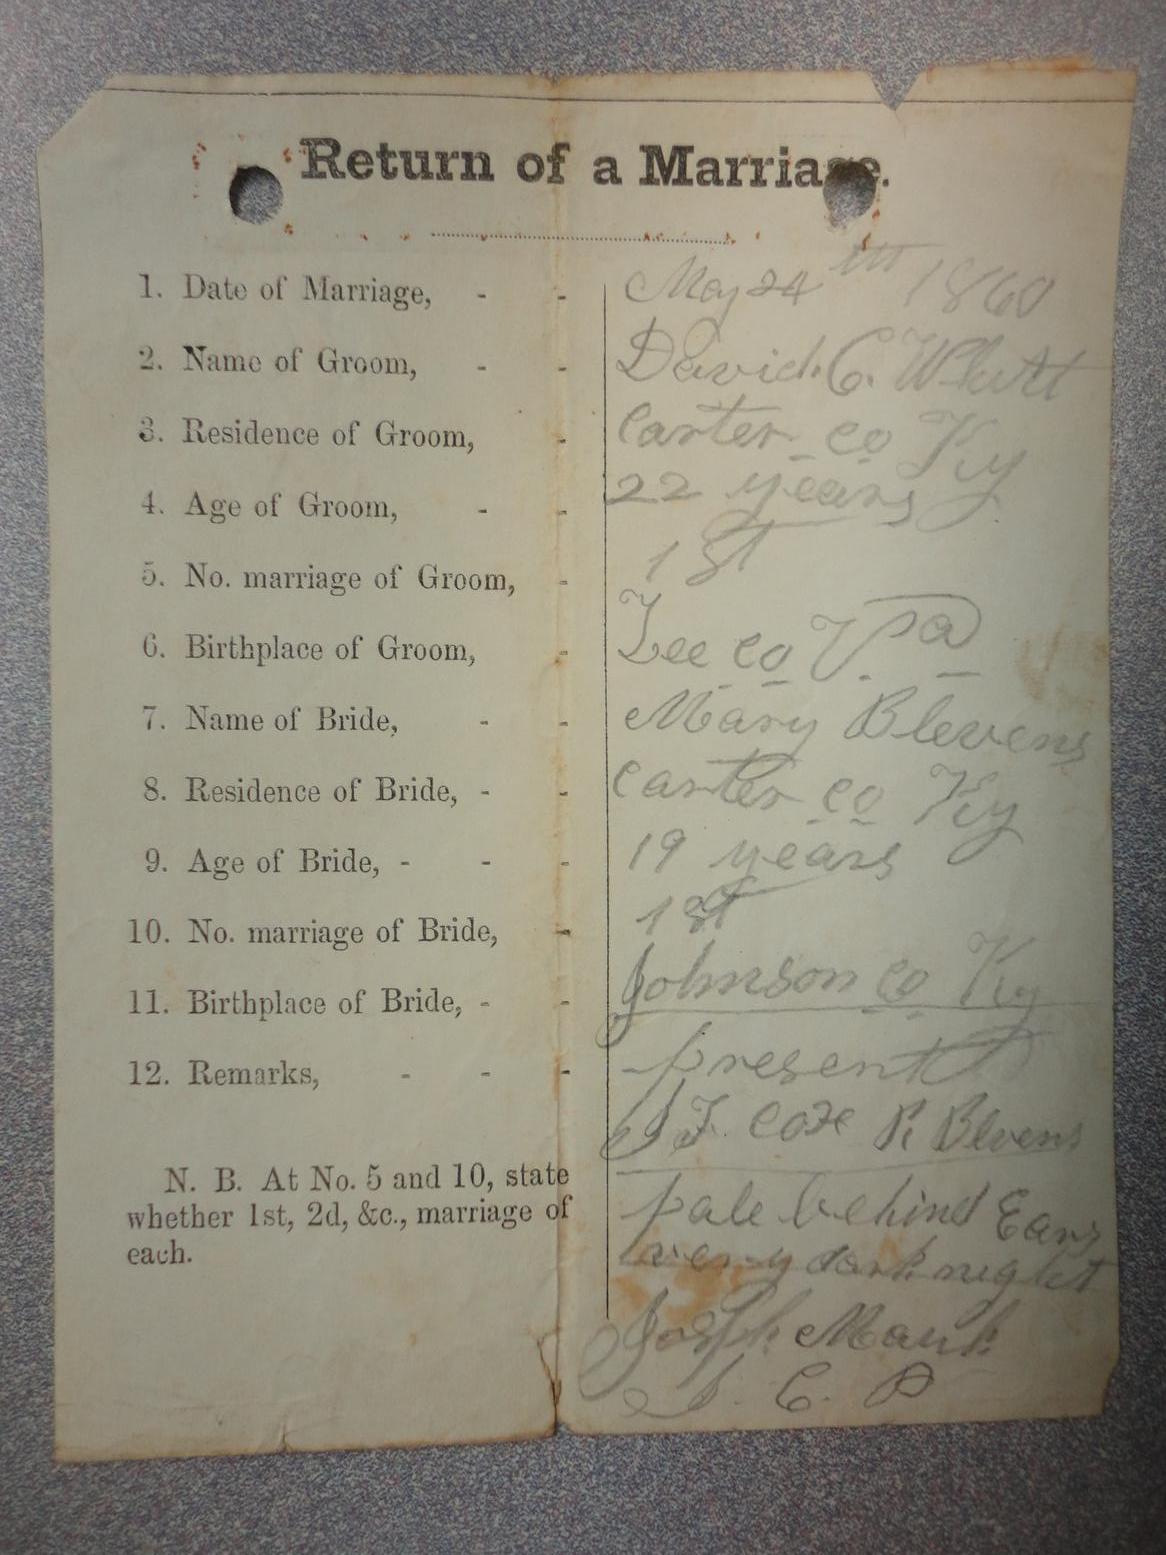 Return of a Marriage.
1. Date of Marriage, - - May 24th 1860
2. Name of Groom, - - David C. Whitt
3. Residence of Groom, - Carter co Ky
4. Age of Groom, - - 22 years
5. No. marriage of Groom, - 1st
6. Birthplace of Groom, - Lee co Va
7. Name of Bride, - - Mary Blevens
8. Residence of Bride, - - Carter co Ky
9. Age of Bride, - - - 19 years
10. No. marriage of Bride, - 1st
11. Birthplace of Bride, - - Johnson co Ky
12. Remarks, - - - present
J F. Cox R Blevens
N. B. At No. 5 and 10, state
whether 1st, 2d, &c., marriage of
each.
pale behind Ears
very dark night
Joseph Mauk
J. C. P